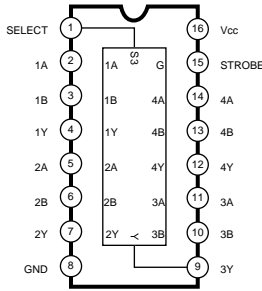 SELECT 1 S3 16 Vcc
1A 2 1A G 15 STROBE
1B 3 1B 4A 14 4A
1Y 4 1Y 4B 13 4B
2A 5 2A 4Y 12 4Y
2B 6 2B 3A 11 3A
2Y 7 2Y Y 3B 10 3B
GND 8 9 3Y